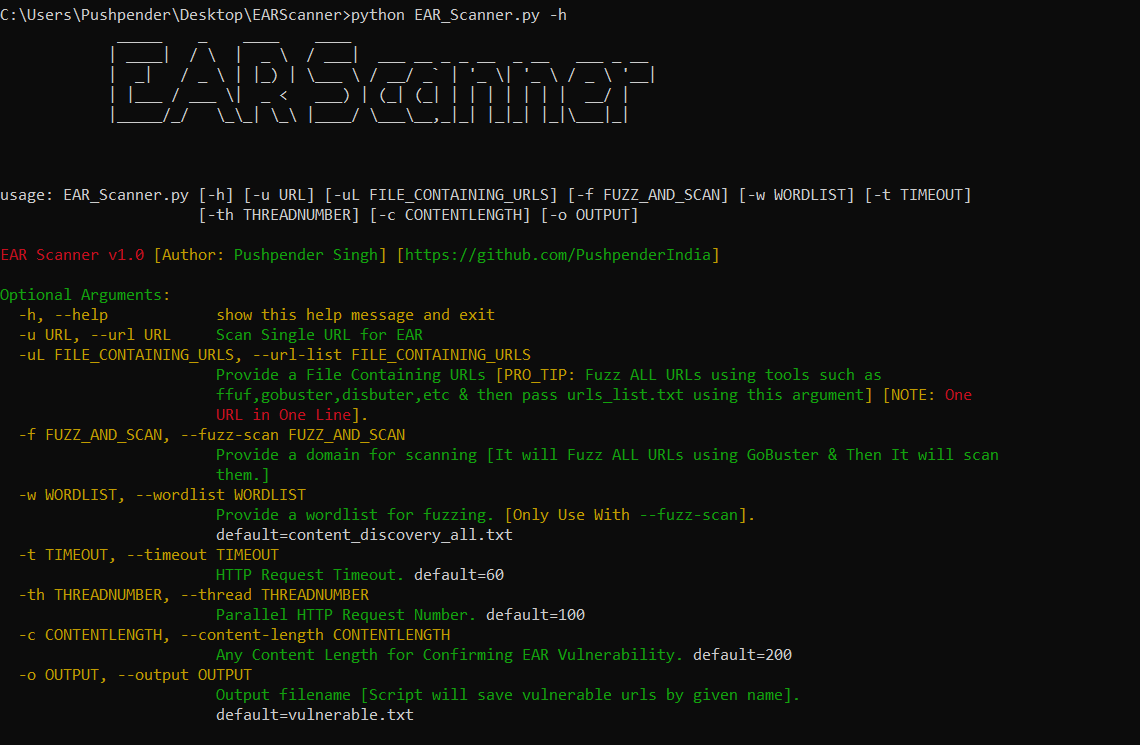 C:\Users\Pushpender\Desktop\EARScanner>python EAR_Scanner.py -h
EAR Scanner
usage: EAR_Scanner.py [-h] [-u URL] [-uL FILE_CONTAINING_URLS] [-f FUZZ_AND_SCAN] [-w WORDLIST] [-t TIMEOUT]
[-th THREADNUMBER] [-c CONTENTLENGTH] [-o OUTPUT]
EAR Scanner v1.0 [Author: Pushpender Singh] [https://github.com/PushpenderIndia]
Optional Arguments:
-h, --help show this help message and exit
-u URL, --url URL Scan Single URL for EAR
-uL FILE_CONTAINING_URLS, --url-list FILE_CONTAINING_URLS
Provide a File Containing URLs [PRO_TIP: Fuzz ALL URLs using tools such as
ffuf,gobuster,disbuter,etc & then pass urls_list.txt using this argument] [NOTE: One
URL in One Line].
-f FUZZ_AND_SCAN, --fuzz-scan FUZZ_AND_SCAN
Provide a domain for scanning [It will Fuzz ALL URLs using GoBuster & Then It will scan
them.]
-w WORDLIST, --wordlist WORDLIST
Provide a wordlist for fuzzing. [Only Use With --fuzz-scan].
default=content_discovery_all.txt
-t TIMEOUT, --timeout TIMEOUT
HTTP Request Timeout. default=60
-th THREADNUMBER, --thread THREADNUMBER
Parallel HTTP Request Number. default=100
-c CONTENTLENGTH, --content-length CONTENTLENGTH
Any Content Length for Confirming EAR Vulnerability. default=200
-o OUTPUT, --output OUTPUT
Output filename [Script will save vulnerable urls by given name].
default=vulnerable.txt